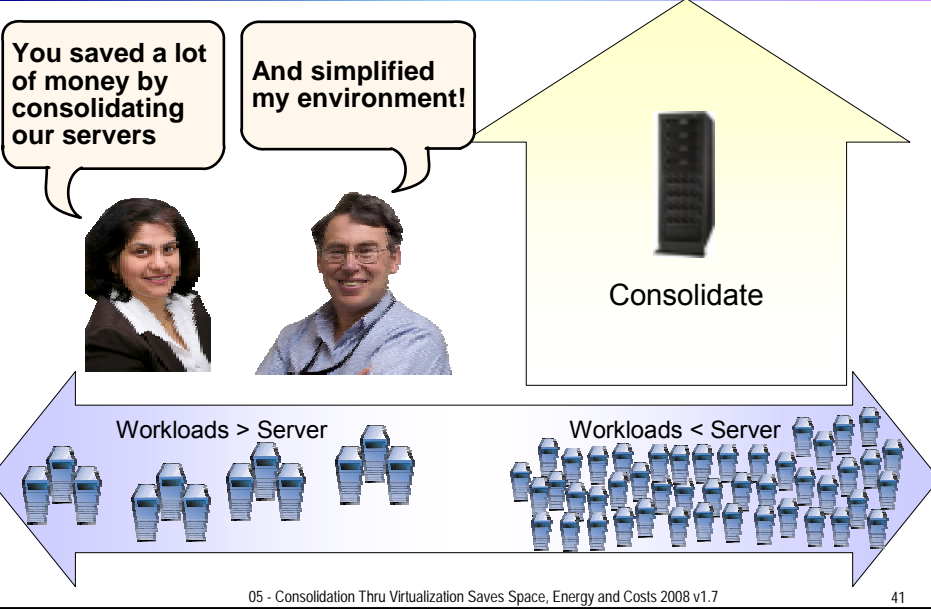 You saved a lot
of money by
consolidating
our servers
And simplified
my environment!
Consolidate
Workloads > Server
Workloads < Server
05 - Consolidation Thru Virtualization Saves Space, Energy and Costs 2008 v1.7
41